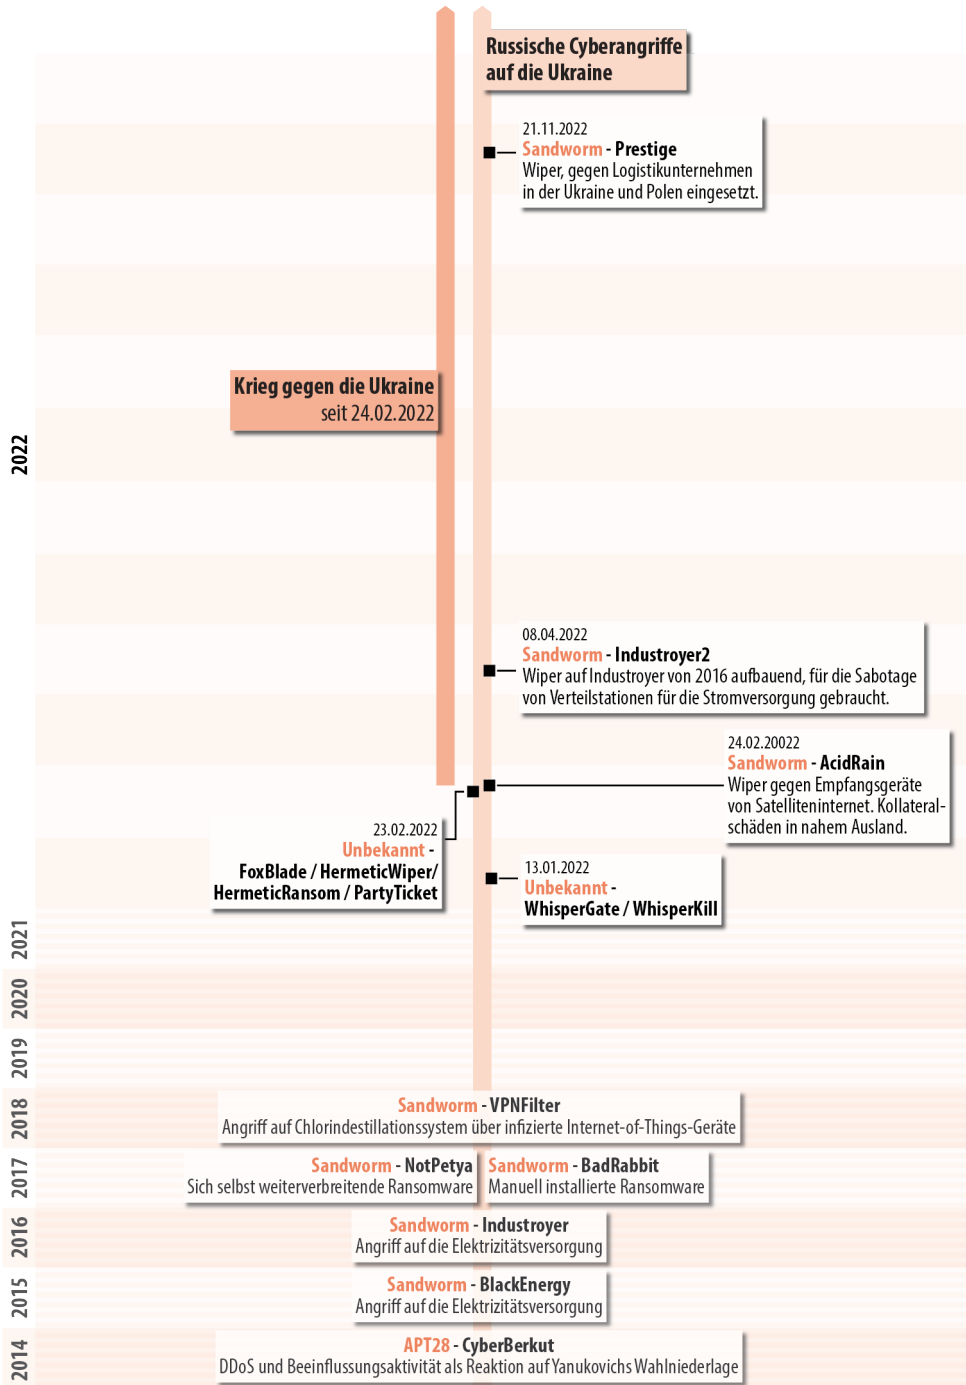 Russische Cyberangriffe
auf die Ukraine
21.11.2022
Sandworm - Prestige
Wiper, gegen Logistikunternehmen
in der Ukraine und Polen eingesetzt.
Krieg gegen die Ukraine
seit 24.02.2022
2022
08.04.2022
Sandworm - Industroyer2
Wiper auf Industroyer von 2016 aufbauend, für die Sabotage
von Verteilstationen für die Stromversorgung gebraucht.
24.02.20022
Sandworm - AcidRain
Wiper gegen Empfangsgeräte
von Satelliteninternet. Kollateral-
schäden in nahem Ausland.
23.02.2022
Unbekannt -
FoxBlade / HermeticWiper/
HermeticRansom / PartyTicket
13.01.2022
Unbekannt -
WhisperGate / WhisperKill
2021
2020
2019
2018
Sandworm - VPNFilter
Angriff auf Chlorindestillationssystem über infizierte Internet-of-Things-Geräte
2017
Sandworm - NotPetya
Sich selbst weiterverbreitende Ransomware
Sandworm - BadRabbit
Manuell installierte Ransomware
2016
Sandworm - Industroyer
Angriff auf die Elektrizitätsversorgung
2015
Sandworm - BlackEnergy
Angriff auf die Elektrizitätsversorgung
2014
APT28 - CyberBerkut
DDoS und Beeinflussungsaktivität als Reaktion auf Yanukovichs Wahlniederlage